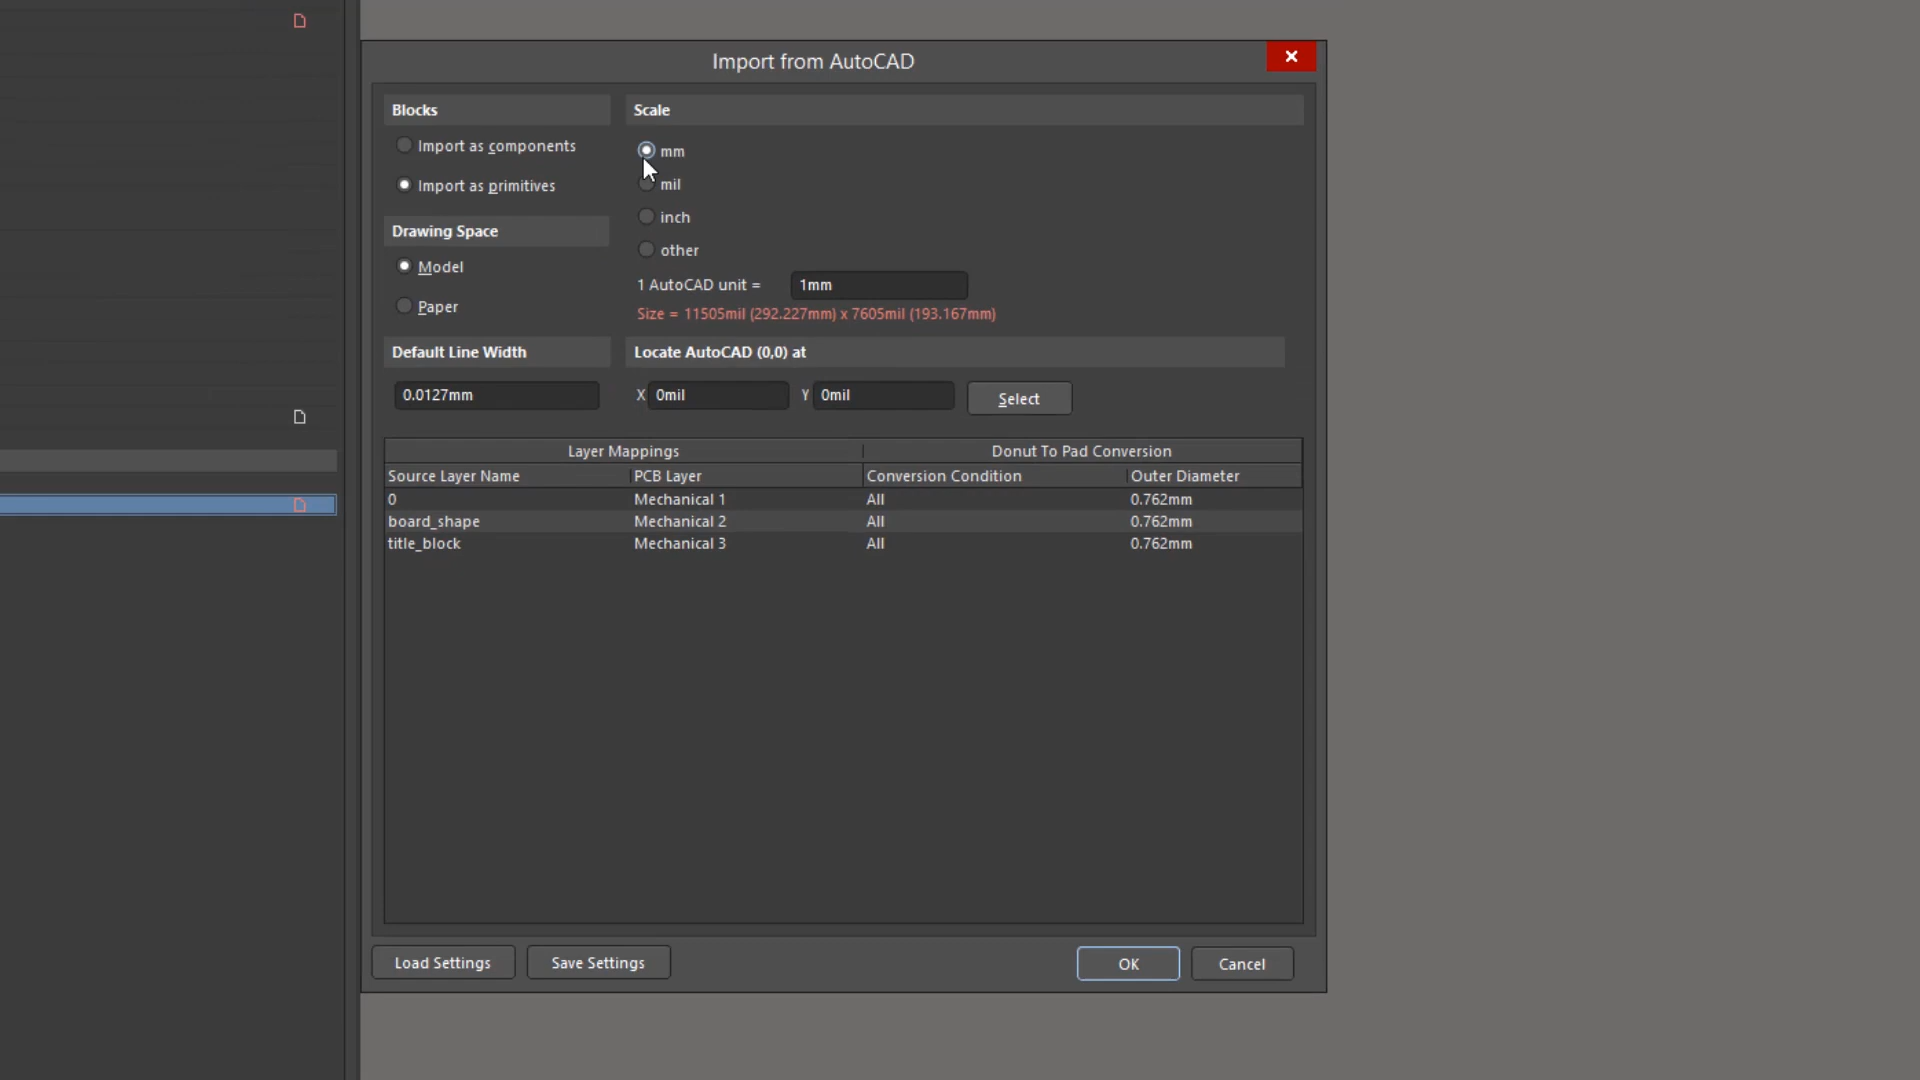 Import from AutoCAD
Blocks
Import as components
Import as primitives
Scale
mm
mil
inch
other
1 AutoCAD unit =
1mm
Size = 11505mil (292.227mm) x 7605mil (193.167mm)
Drawing Space
Model
Paper
Default Line Width
0.0127mm
Locate AutoCAD (0,0) at
X 0mil Y 0mil Select
Layer Mappings Donut To Pad Conversion
Source Layer Name PCB Layer Conversion Condition Outer Diameter
0 Mechanical 1 All 0.762mm
board_shape Mechanical 2 All 0.762mm
title_block Mechanical 3 All 0.762mm
Load Settings Save Settings OK Cancel